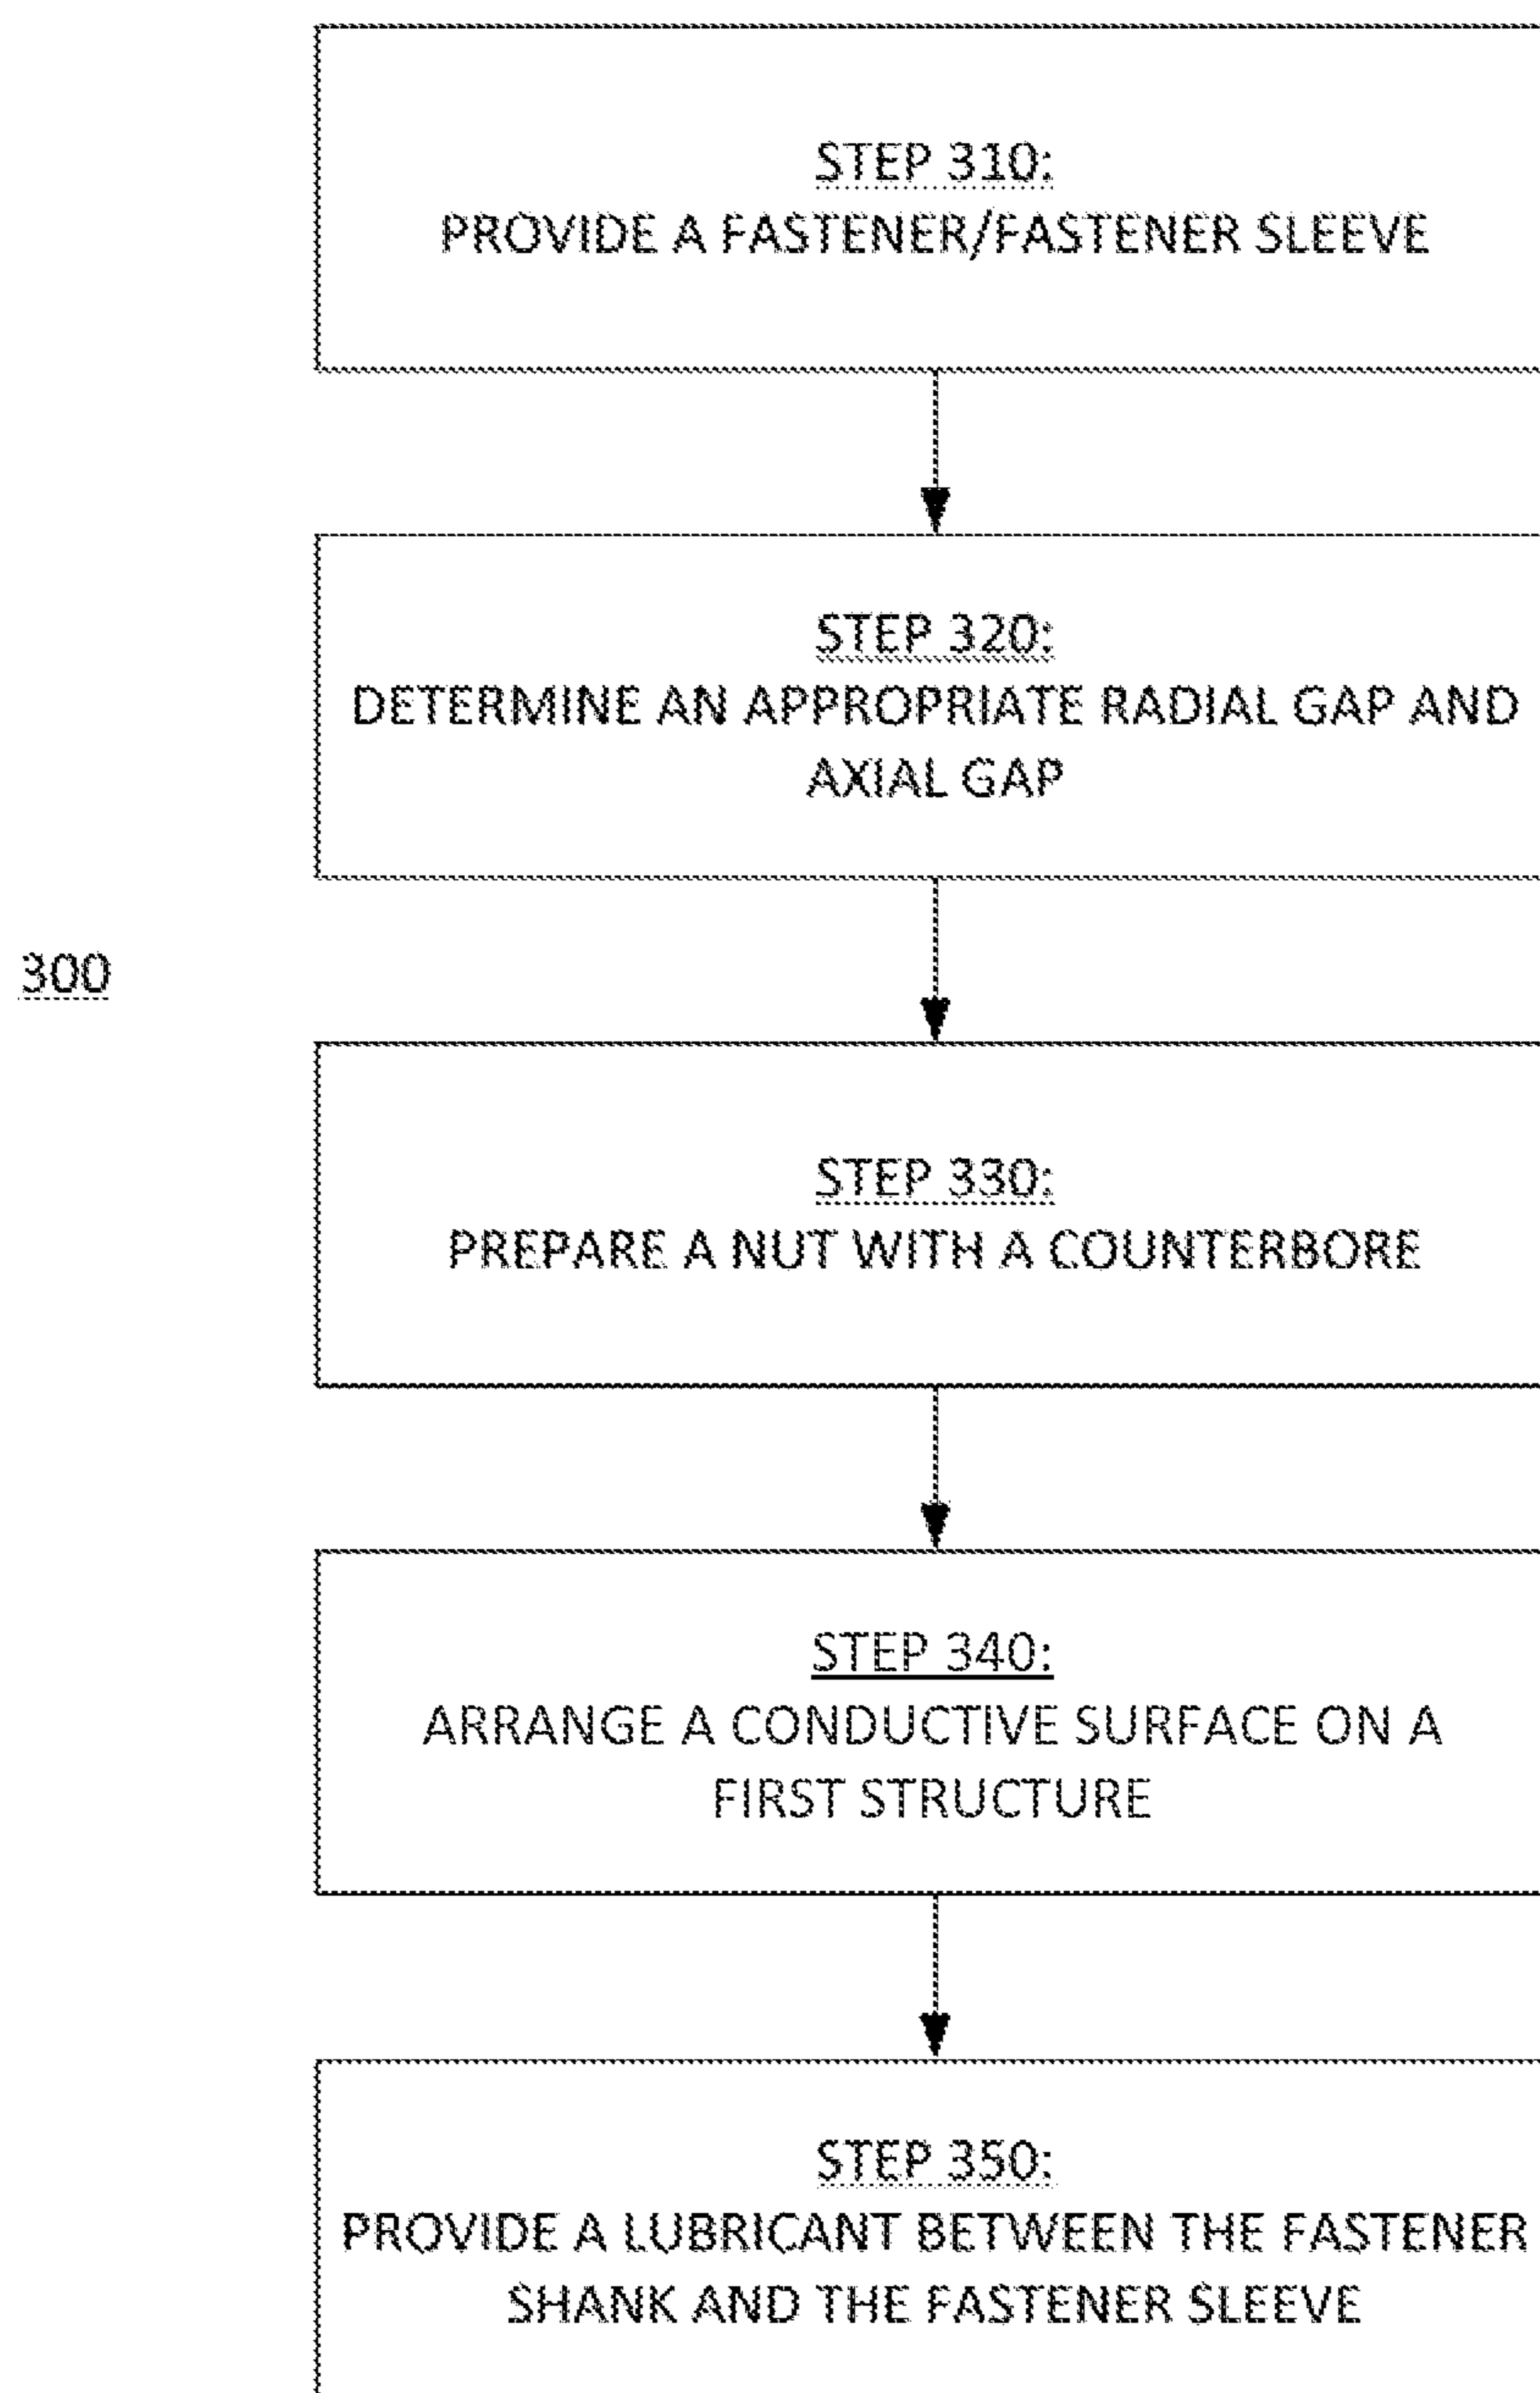 STEP 310:
PROVIDE A FASTENER/FASTENER SLEEVE
STEP 320:
DETERMINE AN APPROPRIATE RADIAL GAP AND
AXIAL GAP
300
STEP 330:
PREPARE A NUT WITH A COUNTERBORE
STEP 340:
ARRANGE A CONDUCTIVE SURFACE ON A
FIRST STRUCTURE
STEP 350:
PROVIDE A LUBRICANT BETWEEN THE FASTENER
SHANK AND THE FASTENER SLEEVE